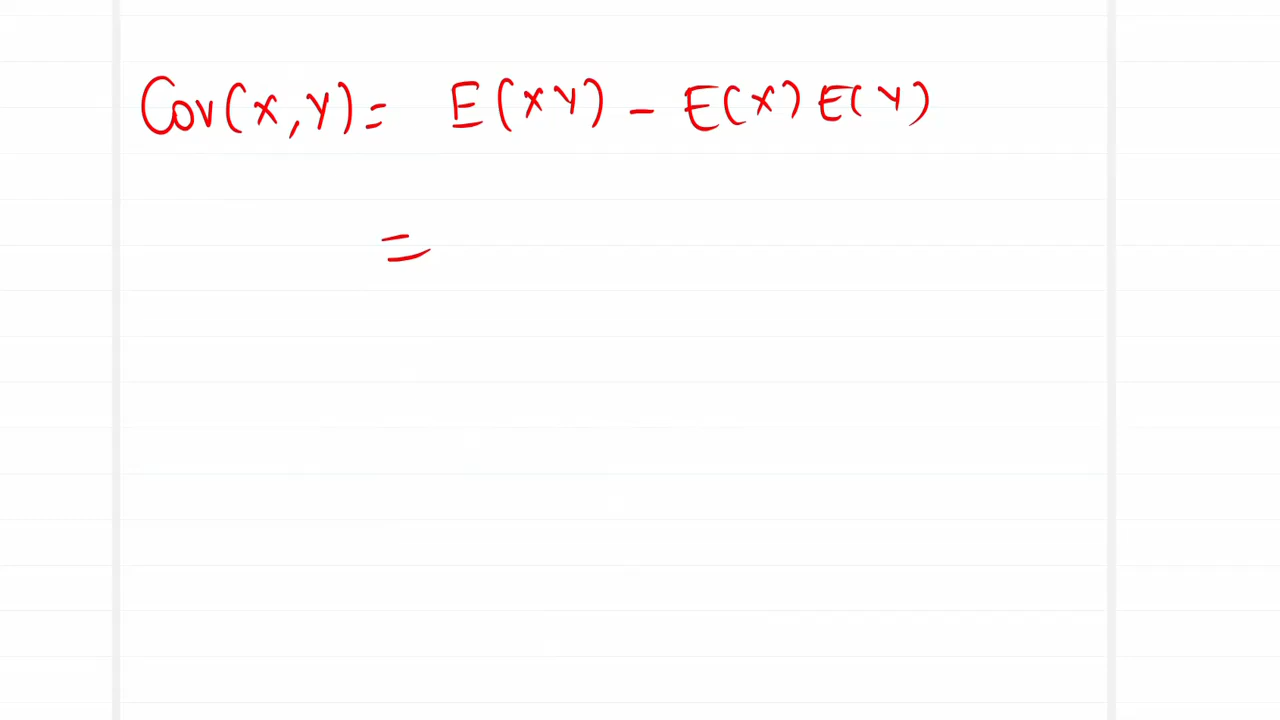 Cov(X,Y) = E(XY) - E(X) E(Y)
=